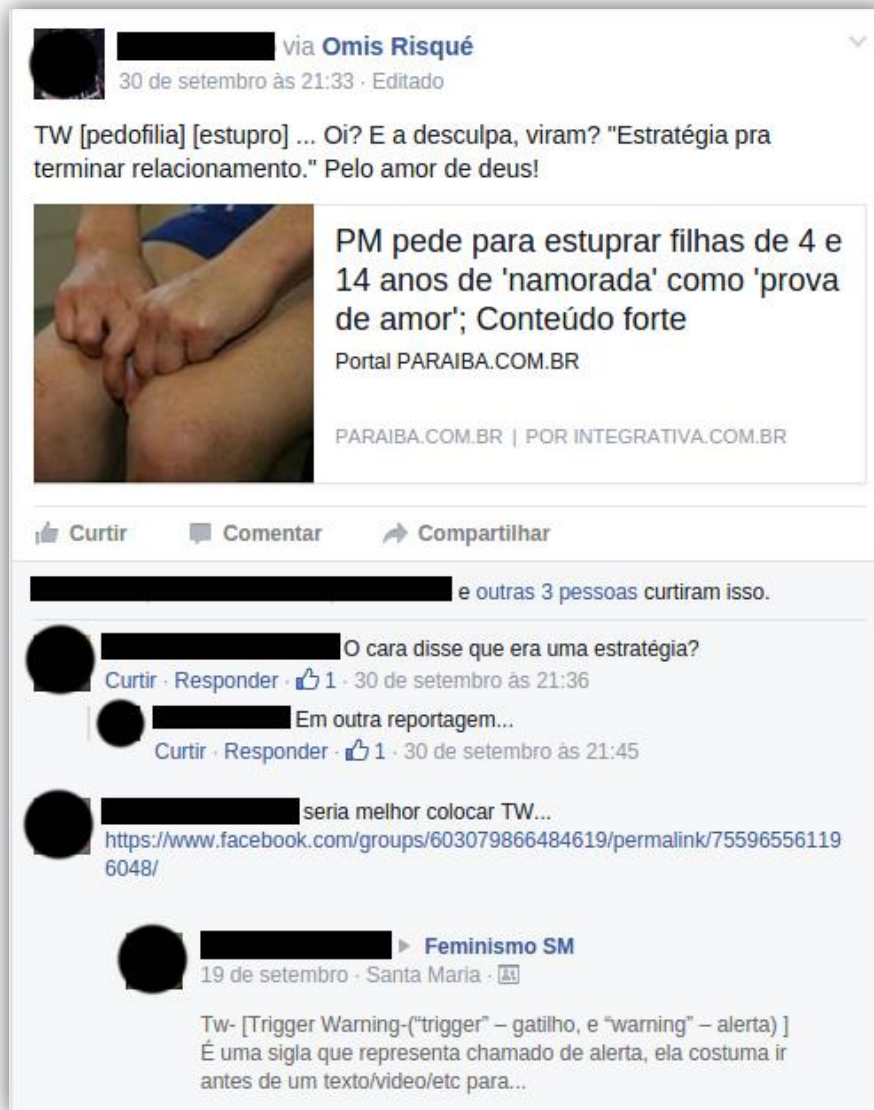 via Omis Risqué
30 de setembro às 21:33 · Editado
TW [pedofilia] [estupro] ... Oi? E a desculpa, viram? "Estratégia pra
terminar relacionamento." Pelo amor de deus!
PM pede para estuprar filhas de 4 e
14 anos de 'namorada' como 'prova
de amor'; Conteúdo forte
Portal PARAIBA.COM.BR
PARAIBA.COM.BR | POR INTEGRATIVA.COM.BR
Curtir Comentar Compartilhar
e outras 3 pessoas curtiram isso.
O cara disse que era uma estratégia?
Curtir · Responder · 1 · 30 de setembro às 21:36
Em outra reportagem...
Curtir · Responder · 1 · 30 de setembro às 21:45
seria melhor colocar TW...
https://www.facebook.com/groups/603079866484619/permalink/75596556119
6048/
Feminismo SM
19 de setembro · Santa Maria ·
Tw- [Trigger Warning-(“trigger” – gatilho, e “warning” – alerta) ]
É uma sigla que representa chamado de alerta, ela costuma ir
antes de um texto/video/etc para...